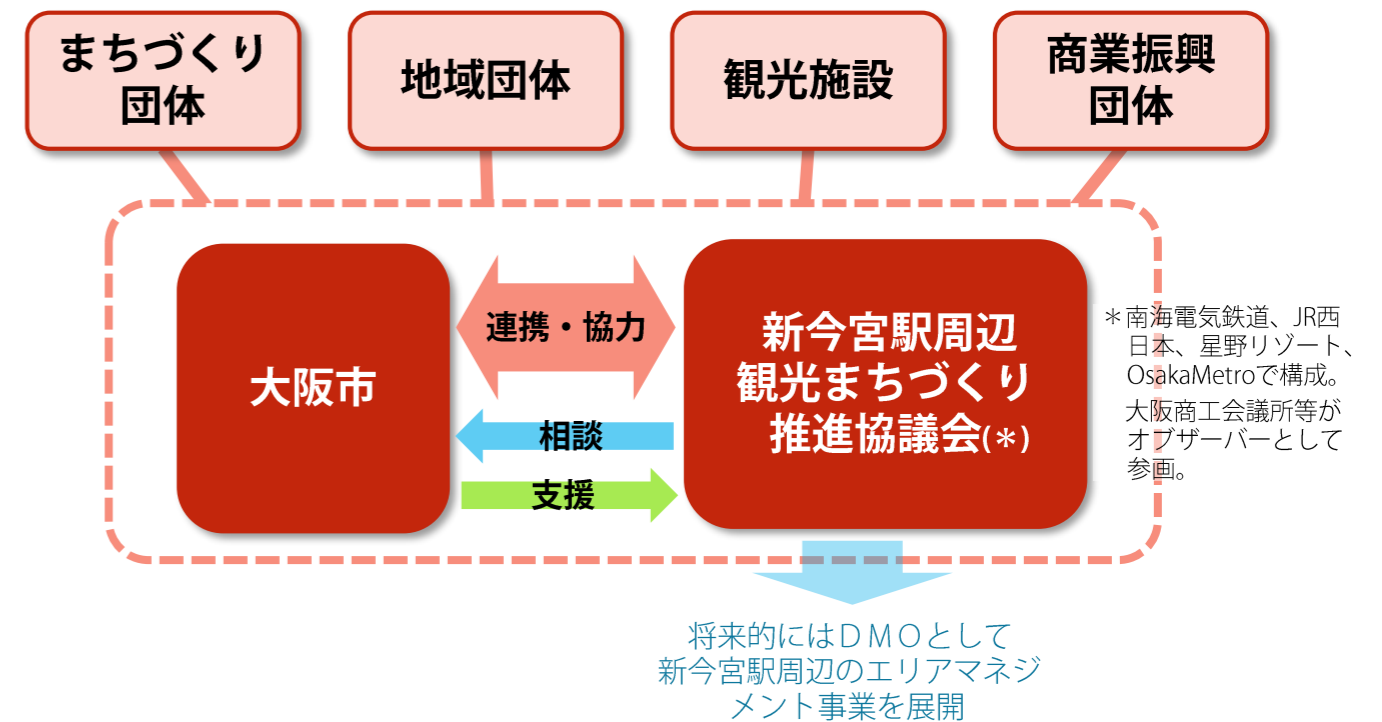 まちづくり
団体
地域団体
観光施設
商業振興
団体
大阪市
連携・協力
相談
支援
新今宮駅周辺
観光まちづくり
推進協議会(＊)
＊南海電気鉄道、JR西
日本、星野リゾート、
OsakaMetroで構成。
大阪商工会議所等が
オブザーバーとして
参画。
将来的にはＤＭＯとして
新今宮駅周辺のエリアマネジ
メント事業を展開